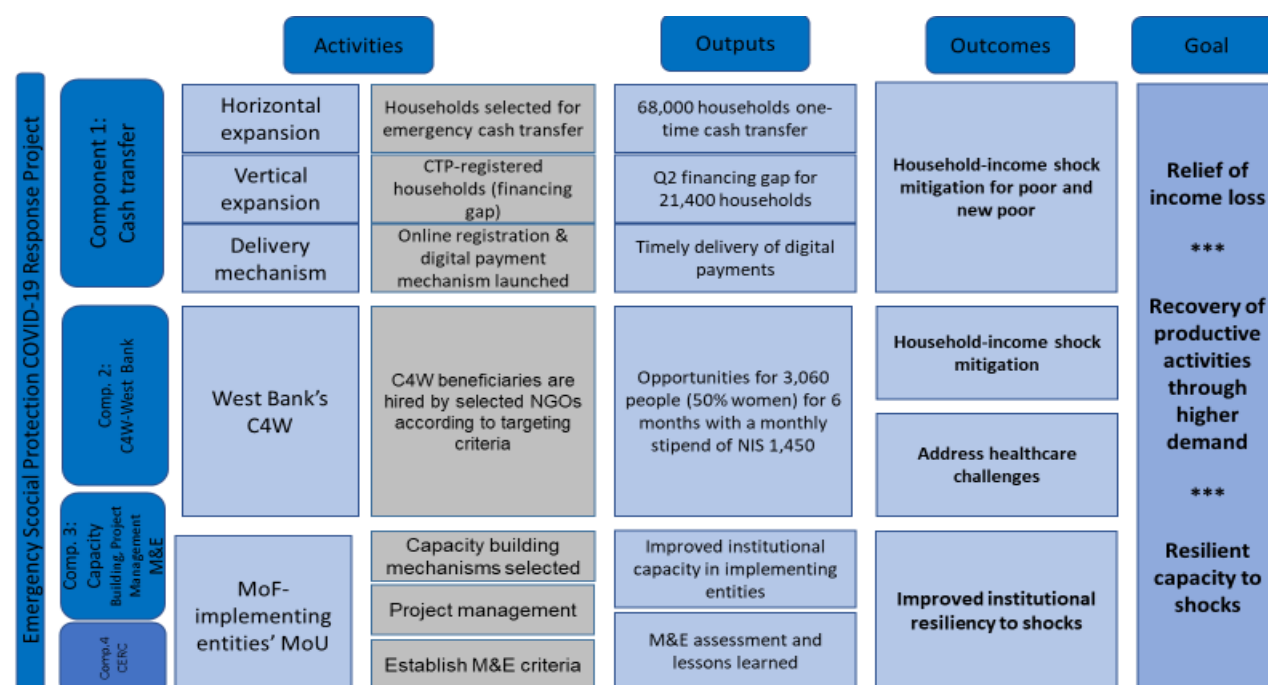 Activities
Outputs
Outcomes
Goal
Emergency Scocial Protection COVID-19 Response Project
Component 1:
Cash transfer
Horizontal
expansion
Households selected for
emergency cash transfer
68,000 households one-
time cash transfer
Vertical
expansion
CTP-registered
households (financing
gap)
Q2 financing gap for
21,400 households
Delivery
mechanism
Online registration &
digital payment
mechanism launched
Timely delivery of digital
payments
Household-income shock
mitigation for poor and
new poor
Comp. 2:
C4W-West Bank
West Bank's
C4W
C4W beneficiaries are
hired by selected NGOs
according to targeting
criteria
Opportunities for 3,060
people (50% women) for 6
months with a monthly
stipend of NIS 1,450
Household-income shock
mitigation
Address healthcare
challenges
Comp. 3:
Capacity
Building, Project
Management
M&E
Comp.4
CERC
MoF-
implementing
entities' MoU
Capacity building
mechanisms selected
Project management
Establish M&E criteria
Improved institutional
capacity in implementing
entities
M&E assessment and
lessons learned
Improved institutional
resiliency to shocks
Relief of
income loss
***
Recovery of
productive
activities
through
higher
demand
***
Resilient
capacity to
shocks